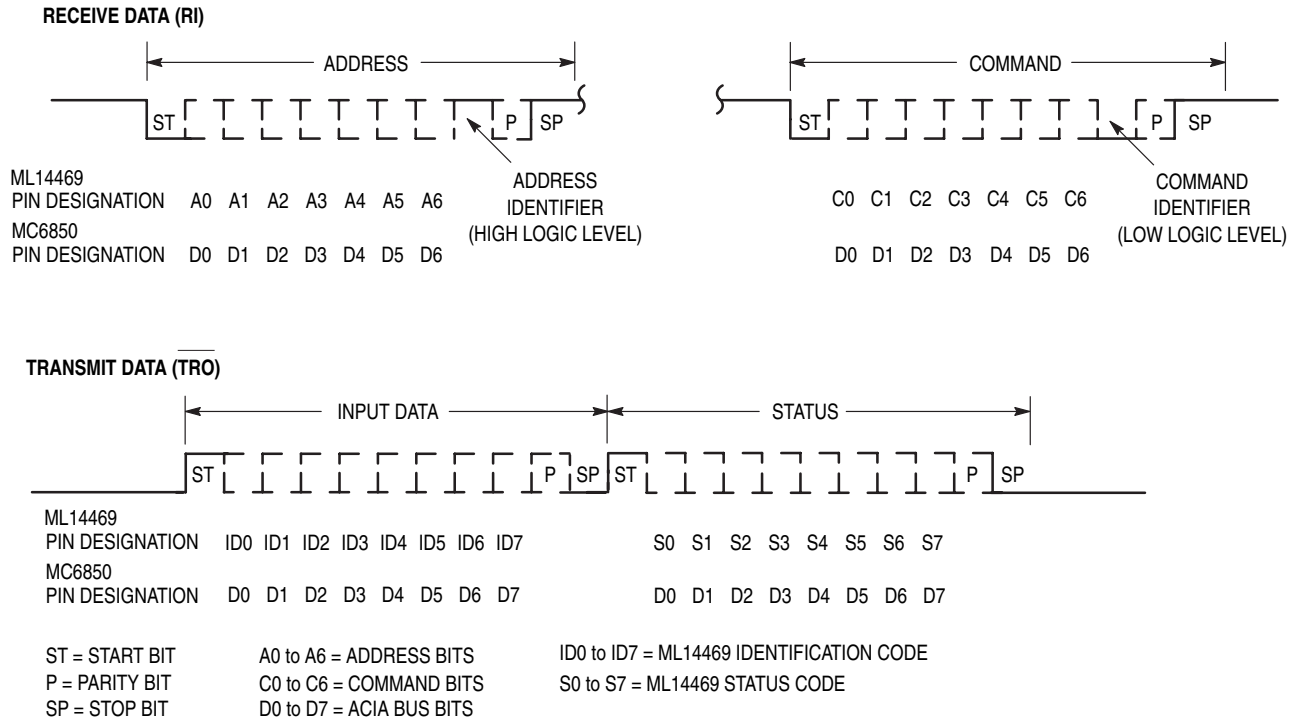 RECEIVE DATA (RI)
ADDRESS
COMMAND
ST P SP
ST P SP
ML14469
PIN DESIGNATION A0 A1 A2 A3 A4 A5 A6
MC6850
PIN DESIGNATION D0 D1 D2 D3 D4 D5 D6
ADDRESS
IDENTIFIER
(HIGH LOGIC LEVEL)
C0 C1 C2 C3 C4 C5 C6
D0 D1 D2 D3 D4 D5 D6
COMMAND
IDENTIFIER
(LOW LOGIC LEVEL)
TRANSMIT DATA (T̅R̅O̅)
INPUT DATA
STATUS
ST P SP ST P SP
ML14469
PIN DESIGNATION ID0 ID1 ID2 ID3 ID4 ID5 ID6 ID7 S0 S1 S2 S3 S4 S5 S6 S7
MC6850
PIN DESIGNATION D0 D1 D2 D3 D4 D5 D6 D7 D0 D1 D2 D3 D4 D5 D6 D7
ST = START BIT A0 to A6 = ADDRESS BITS ID0 to ID7 = ML14469 IDENTIFICATION CODE
P = PARITY BIT C0 to C6 = COMMAND BITS S0 to S7 = ML14469 STATUS CODE
SP = STOP BIT D0 to D7 = ACIA BUS BITS